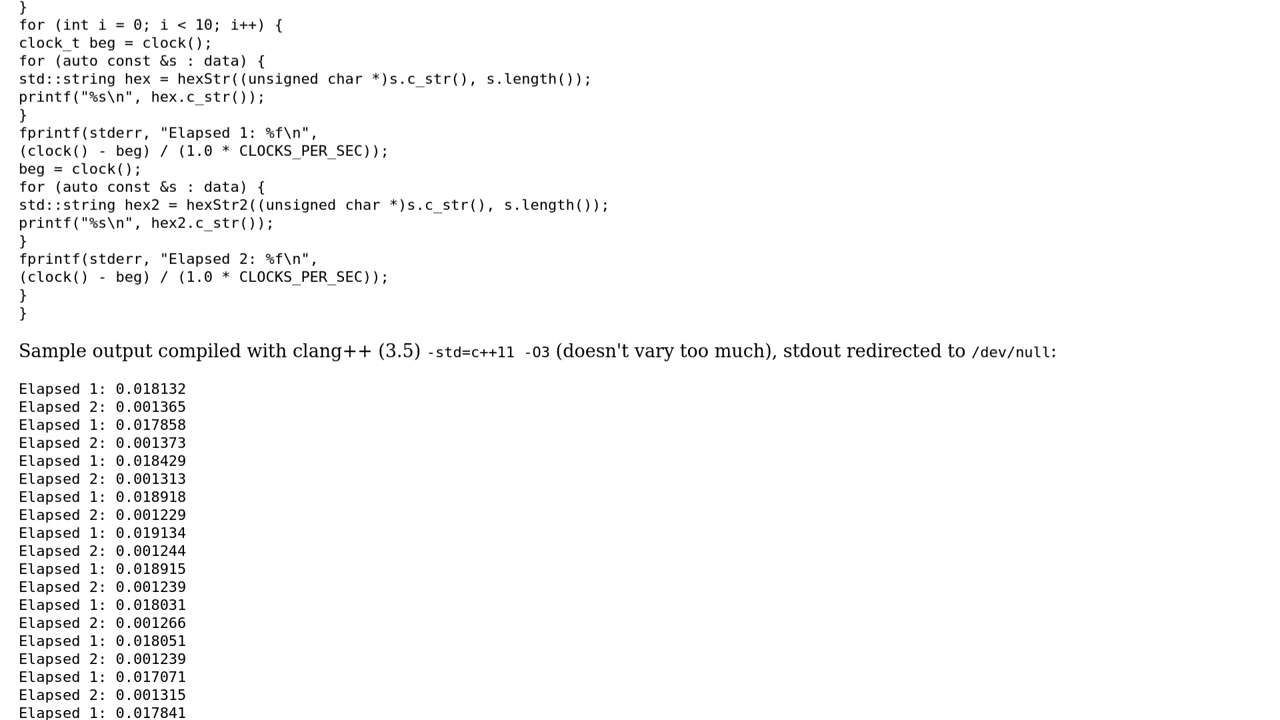 }
for (int i = 0; i < 10; i++) {
clock_t beg = clock();
for (auto const &s : data) {
std::string hex = hexStr((unsigned char *)s.c_str(), s.length());
printf("%s\n", hex.c_str());
}
fprintf(stderr, "Elapsed 1: %f\n",
(clock() - beg) / (1.0 * CLOCKS_PER_SEC));
beg = clock();
for (auto const &s : data) {
std::string hex2 = hexStr2((unsigned char *)s.c_str(), s.length());
printf("%s\n", hex2.c_str());
}
fprintf(stderr, "Elapsed 2: %f\n",
(clock() - beg) / (1.0 * CLOCKS_PER_SEC));
}
}
Sample output compiled with clang++ (3.5) -std=c++11 -O3 (doesn't vary too much), stdout redirected to /dev/null:
Elapsed 1: 0.018132
Elapsed 2: 0.001365
Elapsed 1: 0.017858
Elapsed 2: 0.001373
Elapsed 1: 0.018429
Elapsed 2: 0.001313
Elapsed 1: 0.018918
Elapsed 2: 0.001229
Elapsed 1: 0.019134
Elapsed 2: 0.001244
Elapsed 1: 0.018915
Elapsed 2: 0.001239
Elapsed 1: 0.018031
Elapsed 2: 0.001266
Elapsed 1: 0.018051
Elapsed 2: 0.001239
Elapsed 1: 0.017071
Elapsed 2: 0.001315
Elapsed 1: 0.017841